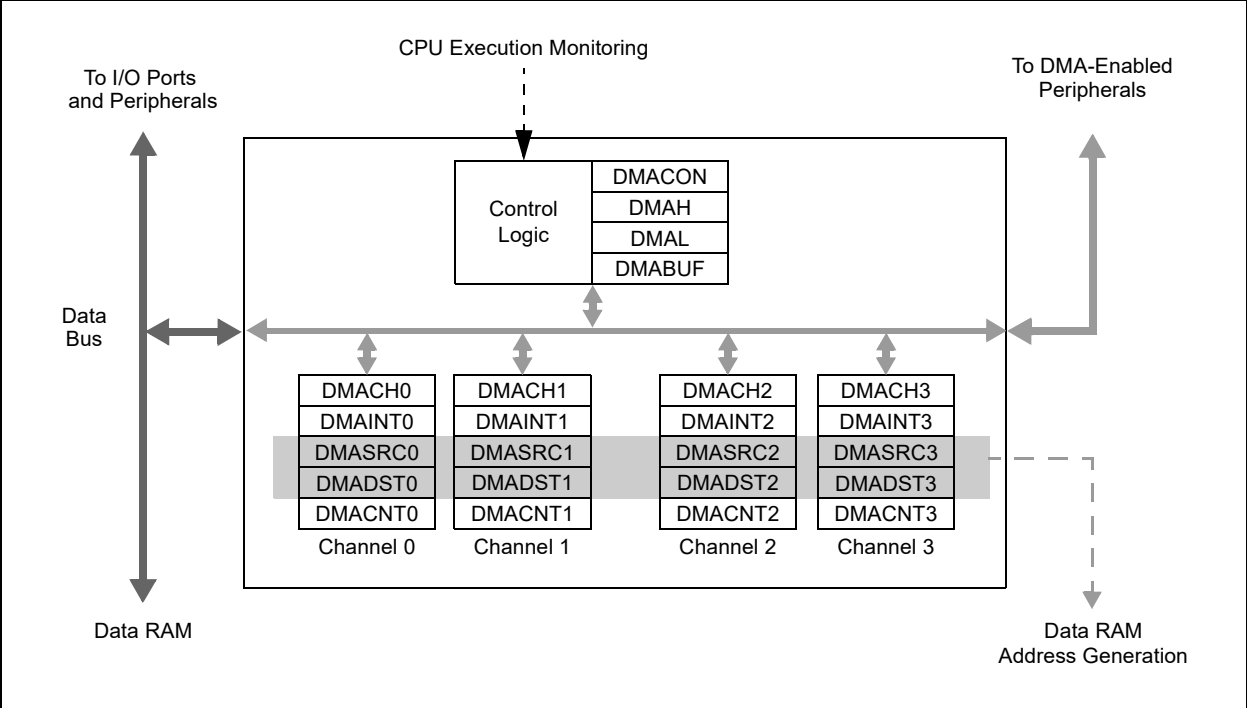 CPU Execution Monitoring
To I/O Ports
and Peripherals
To DMA-Enabled
Peripherals
Control
Logic
DMACON
DMAH
DMAL
DMABUF
Data
Bus
DMACH0
DMAINT0
DMASRC0
DMADST0
DMACNT0
Channel 0
DMACH1
DMAINT1
DMASRC1
DMADST1
DMACNT1
Channel 1
DMACH2
DMAINT2
DMASRC2
DMADST2
DMACNT2
Channel 2
DMACH3
DMAINT3
DMASRC3
DMADST3
DMACNT3
Channel 3
Data RAM
Data RAM
Address Generation